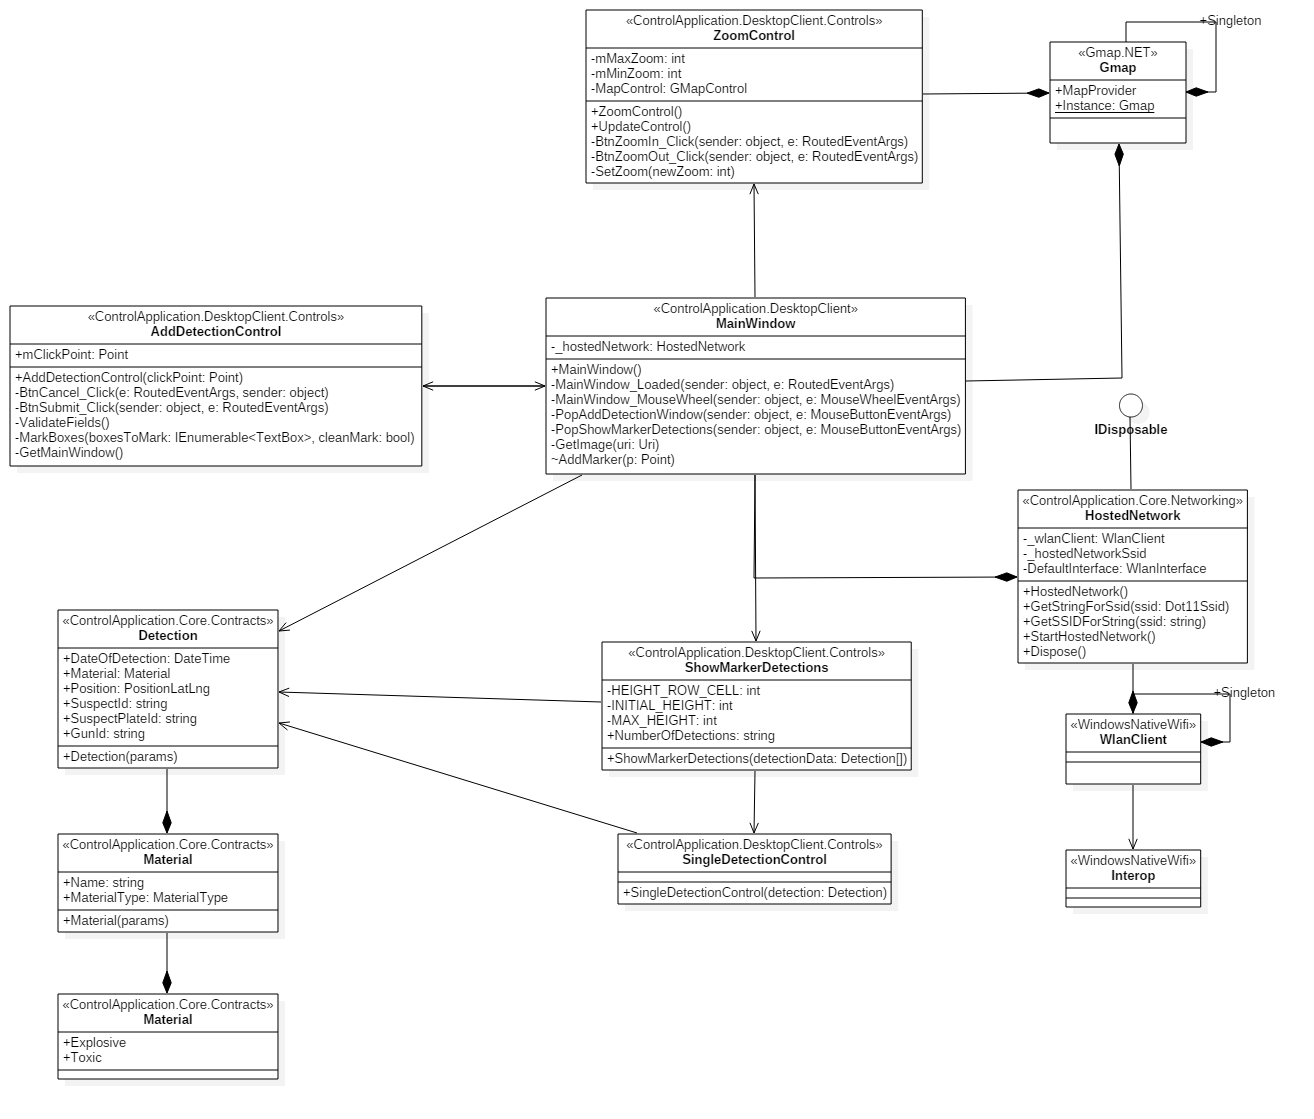 «ControlApplication.DesktopClient.Controls»
ZoomControl
-mMaxZoom: int
-mMinZoom: int
-MapControl: GMapControl
+ZoomControl()
+UpdateControl()
-BtnZoomIn_Click(sender: object, e: RoutedEventArgs)
-BtnZoomOut_Click(sender: object, e: RoutedEventArgs)
-SetZoom(newZoom: int)
+Singleton
«Gmap.NET»
Gmap
+MapProvider
+Instance: Gmap
«ControlApplication.DesktopClient.Controls»
AddDetectionControl
+mClickPoint: Point
+AddDetectionControl(clickPoint: Point)
-BtnCancel_Click(e: RoutedEventArgs, sender: object)
-BtnSubmit_Click(sender: object, e: RoutedEventArgs)
-ValidateFields()
-MarkBoxes(boxesToMark: IEnumerable<TextBox>, cleanMark: bool)
-GetMainWindow()
«ControlApplication.DesktopClient»
MainWindow
-_hostedNetwork: HostedNetwork
+MainWindow()
-MainWindow_Loaded(sender: object, e: RoutedEventArgs)
-MainWindow_MouseWheel(sender: object, e: MouseWheelEventArgs)
-PopAddDetectionWindow(sender: object, e: MouseButtonEventArgs)
-PopShowMarkerDetections(sender: object, e: MouseButtonEventArgs)
-GetImage(uri: Uri)
~AddMarker(p: Point)
IDisposable
«ControlApplication.Core.Networking»
HostedNetwork
-_wlanClient: WlanClient
-_hostedNetworkSsid
-DefaultInterface: WlanInterface
+HostedNetwork()
+GetStringForSsid(ssid: Dot11Ssid)
+GetSSIDForString(ssid: string)
+StartHostedNetwork()
+Dispose()
«ControlApplication.Core.Contracts»
Detection
+DateOfDetection: DateTime
+Material: Material
+Position: PositionLatLng
+SuspectId: string
+SuspectPlateId: string
+GunId: string
+Detection(params)
«ControlApplication.DesktopClient.Controls»
ShowMarkerDetections
-HEIGHT_ROW_CELL: int
-INITIAL_HEIGHT: int
-MAX_HEIGHT: int
+NumberOfDetections: string
+ShowMarkerDetections(detectionData: Detection[])
+Singleton
«WindowsNativeWifi»
WlanClient
«ControlApplication.Core.Contracts»
Material
+Name: string
+MaterialType: MaterialType
+Material(params)
«ControlApplication.DesktopClient.Controls»
SingleDetectionControl
+SingleDetectionControl(detection: Detection)
«WindowsNativeWifi»
Interop
«ControlApplication.Core.Contracts»
Material
+Explosive
+Toxic